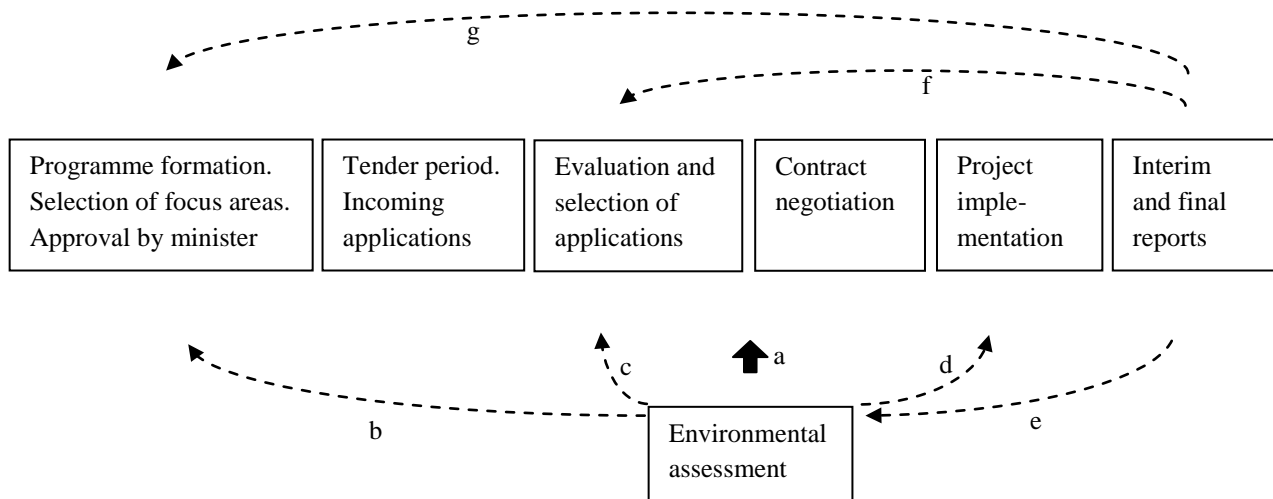 g
f
Programme formation.
Selection of focus areas.
Approval by minister
Tender period.
Incoming
applications
Evaluation and
selection of
applications
Contract
negotiation
Project
imple-
mentation
Interim
and final
reports
c
a
d
b
e
Environmental
assessment